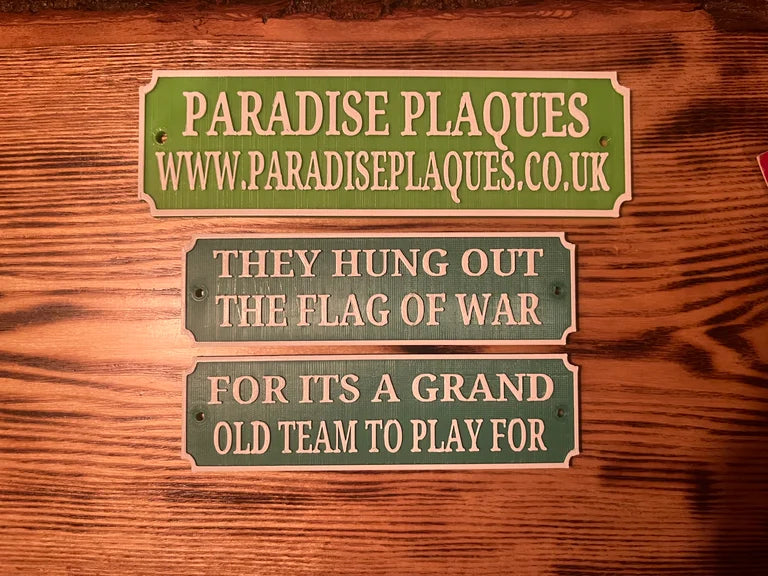 PARADISE PLAQUES
WWW.PARADISEPLAQUES.CO.UK
THEY HUNG OUT
THE FLAG OF WAR
FOR ITS A GRAND
OLD TEAM TO PLAY FOR